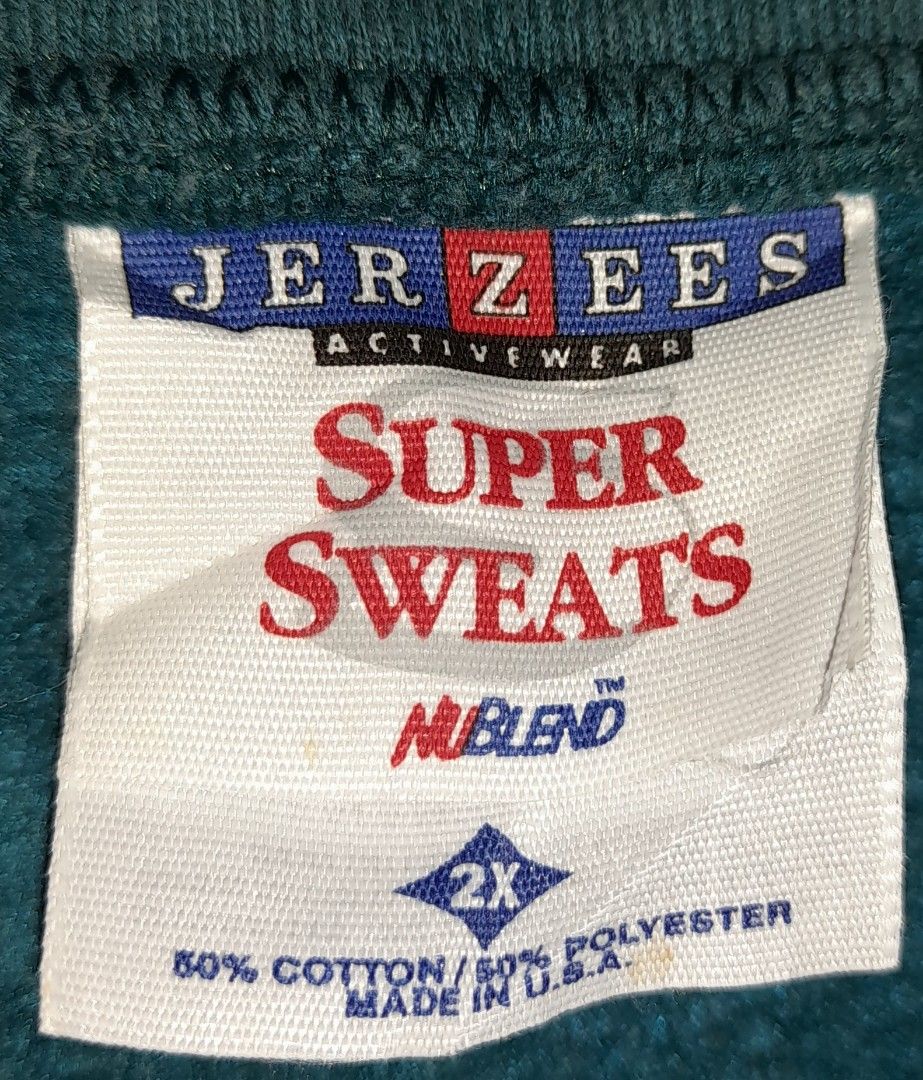 JERZEES
ACTIVEWEAR
SUPER
SWEATS
NUBLEND™
2X
50% COTTON/50% POLYESTER
MADE IN U.S.A.